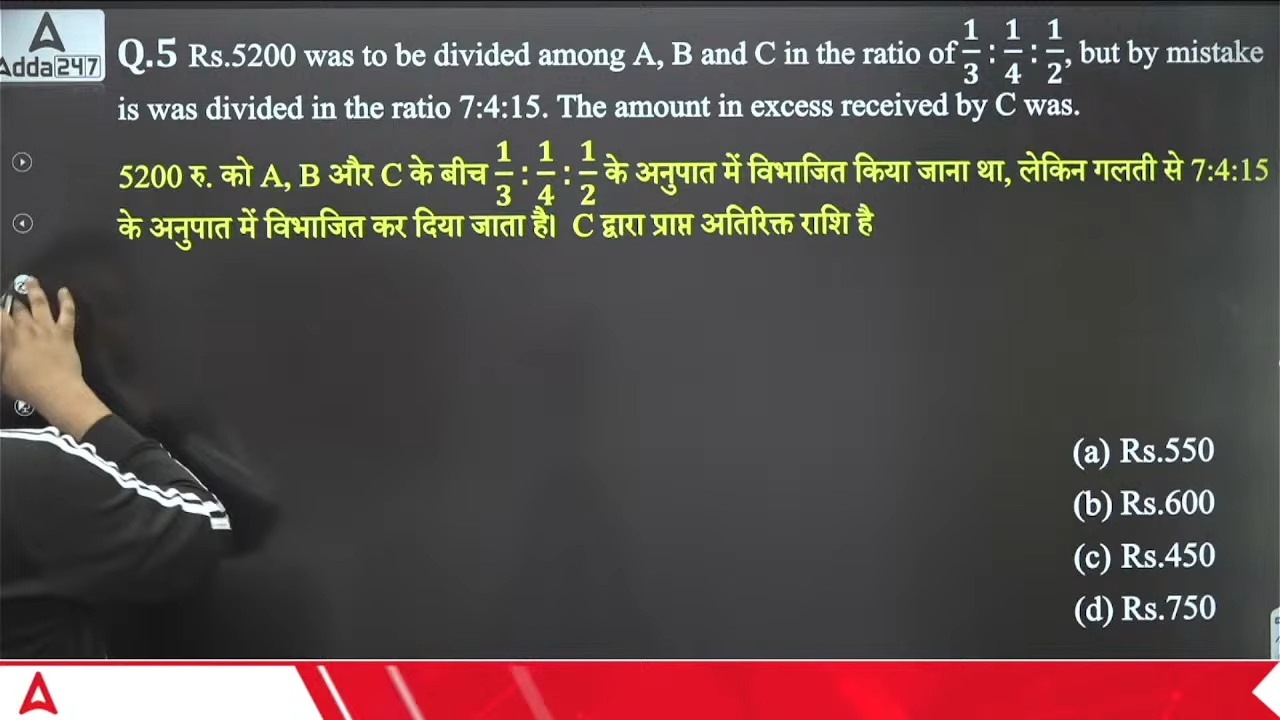 Adda 247
Q.5 Rs.5200 was to be divided among A, B and C in the ratio of 1/3 : 1/4 : 1/2, but by mistake
is was divided in the ratio 7:4:15. The amount in excess received by C was.
5200 रु. को A, B और C के बीच 1/3 : 1/4 : 1/2 के अनुपात में विभाजित किया जाना था, लेकिन गलती से 7:4:15
के अनुपात में विभाजित कर दिया जाता है। C द्वारा प्राप्त अतिरिक्त राशि है
(a) Rs.550
(b) Rs.600
(c) Rs.450
(d) Rs.750